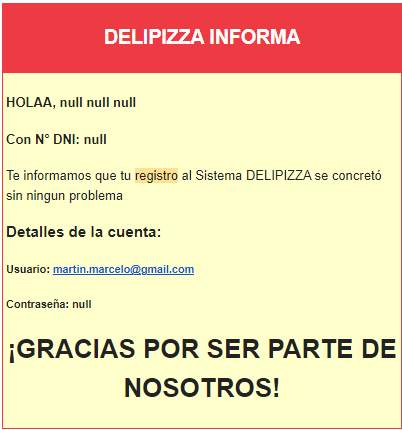 DELIPIZZA INFORMA
HOLAA, null null null
Con N° DNI: null
Te informamos que tu registro al Sistema DELIPIZZA se concretó
sin ningun problema
Detalles de la cuenta:
Usuario: martin.marcelo@gmail.com
Contraseña: null
¡GRACIAS POR SER PARTE DE
NOSOTROS!